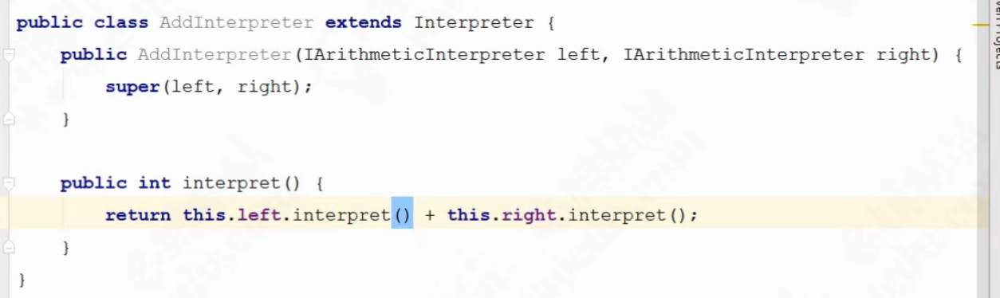 public class AddInterpreter extends Interpreter {
    public AddInterpreter(IArithmeticInterpreter left, IArithmeticInterpreter right) {
        super(left, right);
    }

    public int interpret() {
        return this.left.interpret() + this.right.interpret();
    }
}